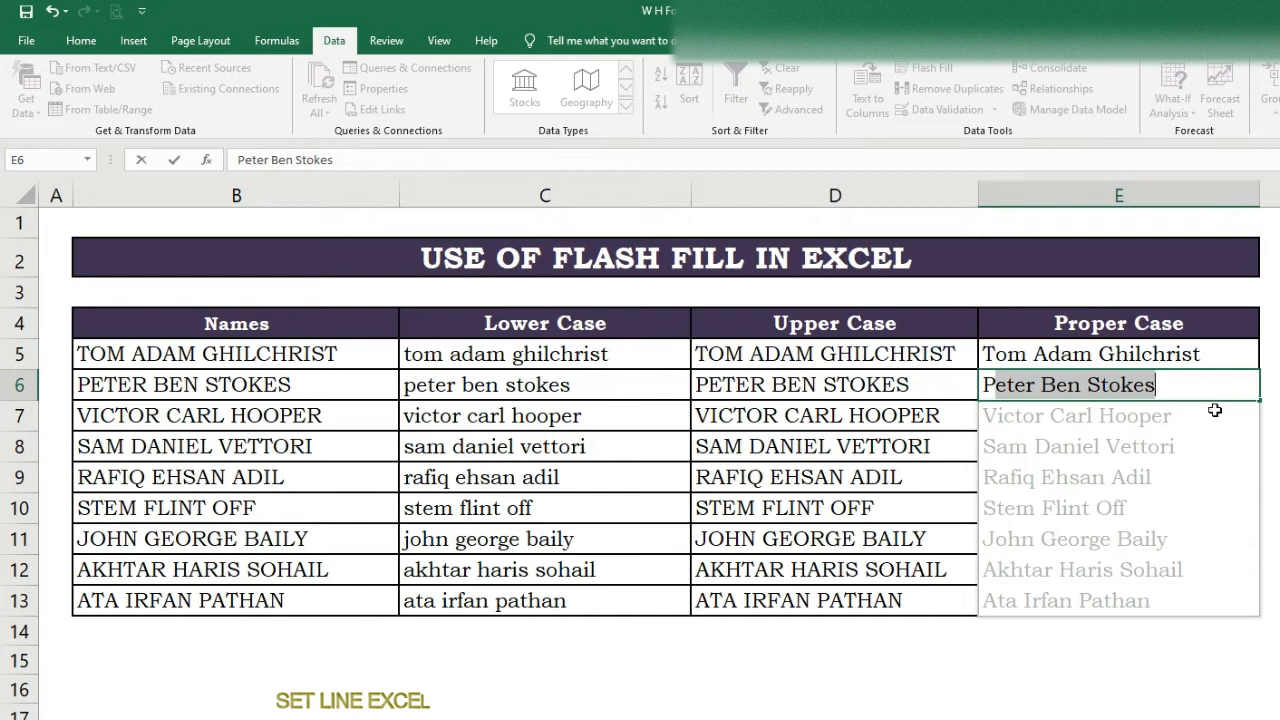 W H Fo
File Home Insert Page Layout Formulas Data Review View Help Tell me what you want to d
From Text/CSV Recent Sources Queries & Connections Clear Flash Fill Consolidate
From Web Existing Connections Properties Reapply Remove Duplicates Relationships
Get Data From Table/Range Refresh All Edit Links Stocks Geography Sort Filter Advanced Text to Columns Data Validation Manage Data Model What-If Analysis Forecast Sheet Gro
Get & Transform Data Queries & Connections Data Types Sort & Filter Data Tools Forecast
E6 fx Peter Ben Stokes
A B C D E
1
2 USE OF FLASH FILL IN EXCEL
3
4 Names Lower Case Upper Case Proper Case
5 TOM ADAM GHILCHRIST tom adam ghilchrist TOM ADAM GHILCHRIST Tom Adam Ghilchrist
6 PETER BEN STOKES peter ben stokes PETER BEN STOKES Peter Ben Stokes
7 VICTOR CARL HOOPER victor carl hooper VICTOR CARL HOOPER Victor Carl Hooper
8 SAM DANIEL VETTORI sam daniel vettori SAM DANIEL VETTORI Sam Daniel Vettori
9 RAFIQ EHSAN ADIL rafiq ehsan adil RAFIQ EHSAN ADIL Rafiq Ehsan Adil
10 STEM FLINT OFF stem flint off STEM FLINT OFF Stem Flint Off
11 JOHN GEORGE BAILY john george baily JOHN GEORGE BAILY John George Baily
12 AKHTAR HARIS SOHAIL akhtar haris sohail AKHTAR HARIS SOHAIL Akhtar Haris Sohail
13 ATA IRFAN PATHAN ata irfan pathan ATA IRFAN PATHAN Ata Irfan Pathan
14
15
16 SET LINE EXCEL
17